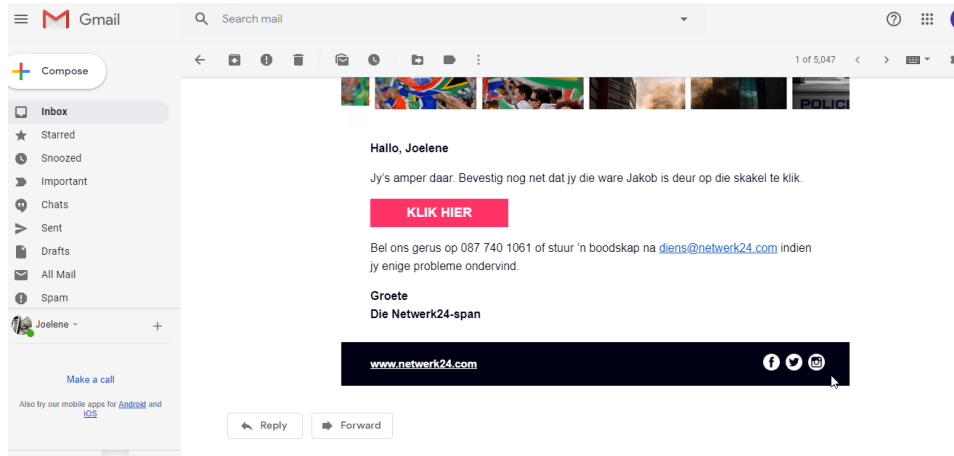 Gmail
Search mail
Compose
1 of 5,047
Inbox
Starred
Snoozed
Important
Chats
Sent
Drafts
All Mail
Spam
Joelene
Make a call
Also try our mobile apps for Android and
iOS
POLICE
Hallo, Joelene
Jy's amper daar. Bevestig nog net dat jy die ware Jakob is deur op die skakel te klik.
KLIK HIER
Bel ons gerus op 087 740 1061 of stuur 'n boodskap na diens@netwerk24.com indien
jy enige probleme ondervind.
Groete
Die Netwerk24-span
www.netwerk24.com
Reply
Forward